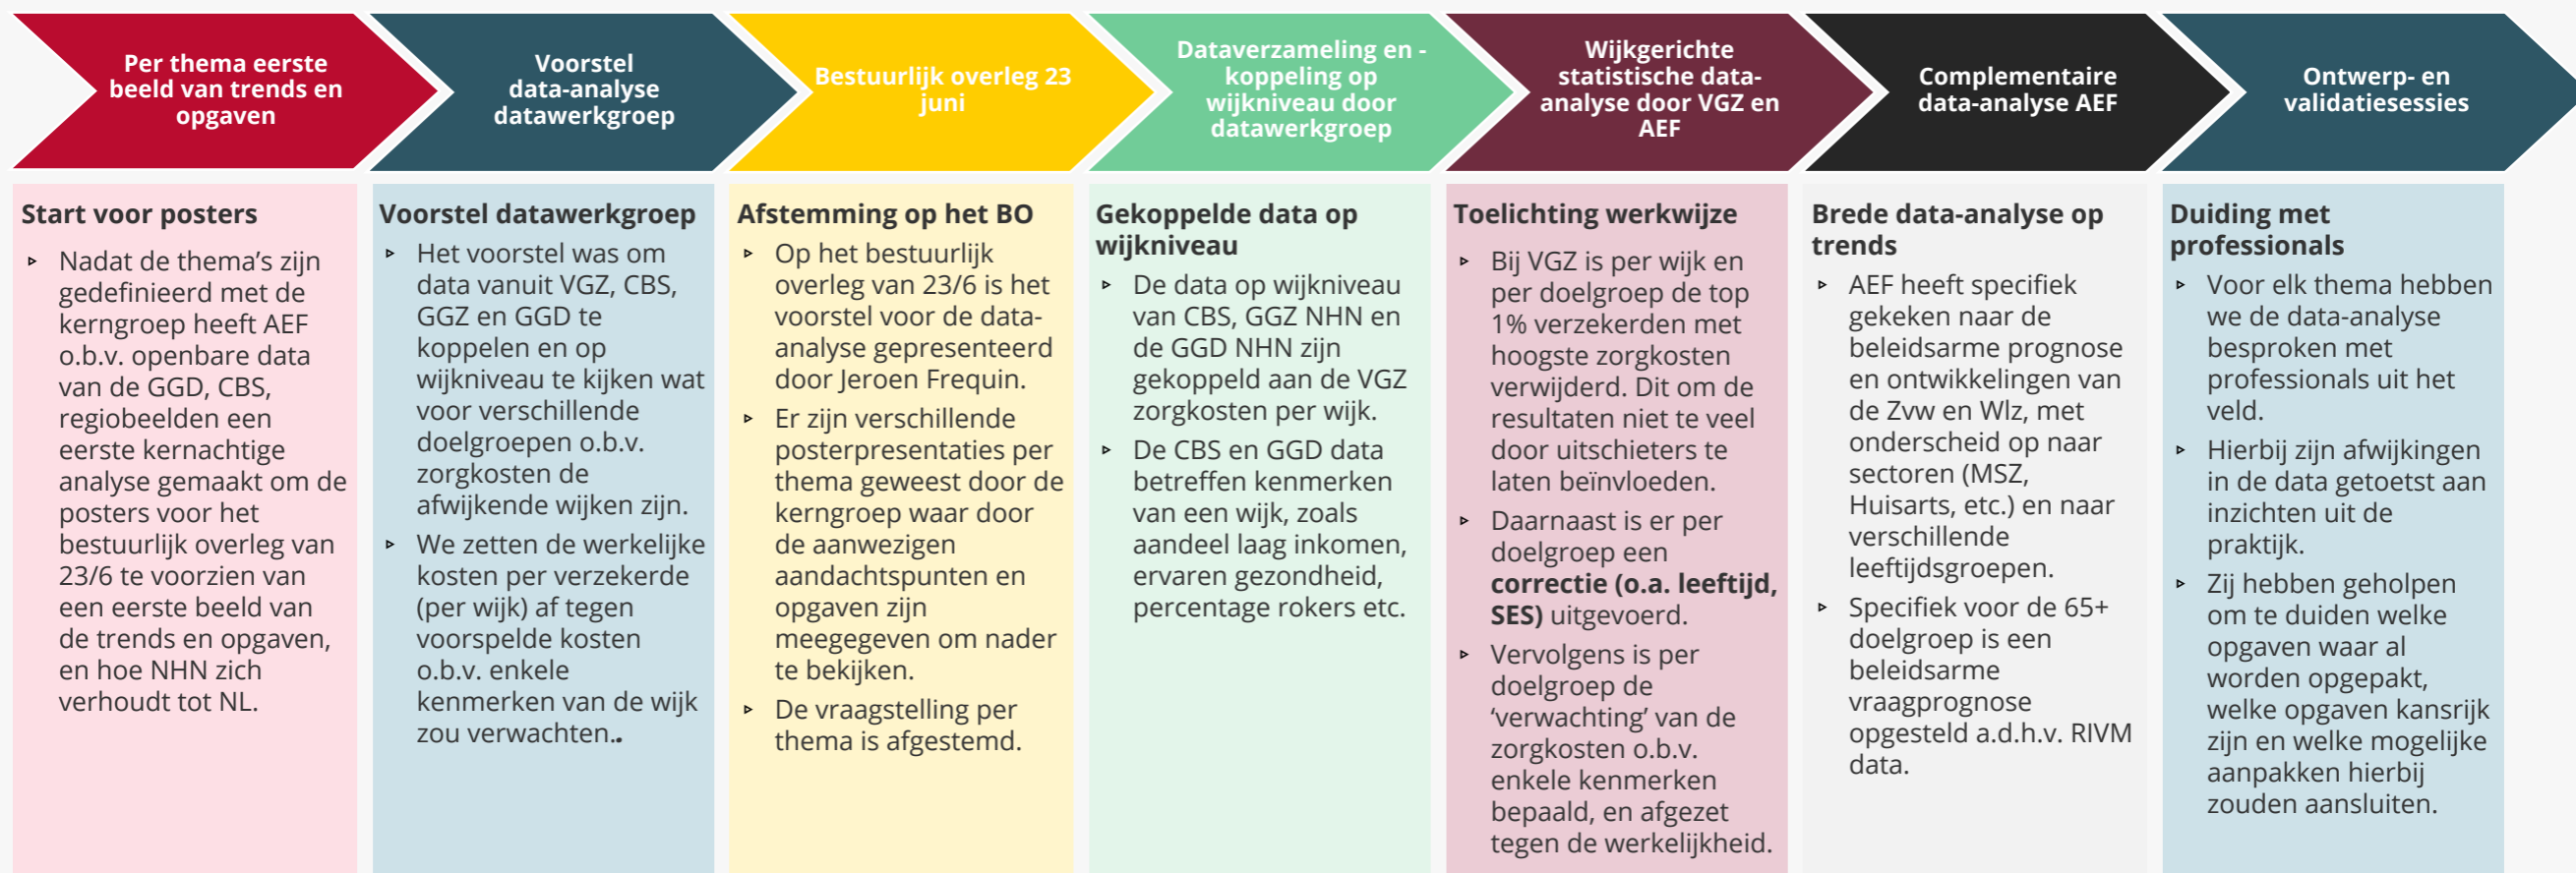 Per thema eerste
beeld van trends en
opgaven
Voorstel
data-analyse
datawerkgroep
Bestuurlijk overleg 23
juni
Dataverzameling en -
koppeling op
wijkniveau door
datawerkgroep
Wijkgerichte
statistische data-
analyse door VGZ en
AEF
Complementaire
data-analyse AEF
Ontwerp- en
validatiesessies
Start voor posters
▹ Nadat de thema's zijn
gedefinieerd met de
kerngroep heeft AEF
o.b.v. openbare data
van de GGD, CBS,
regiobeelden een
eerste kernachtige
analyse gemaakt om de
posters voor het
bestuurlijk overleg van
23/6 te voorzien van
een eerste beeld van
de trends en opgaven,
en hoe NHN zich
verhoudt tot NL.
Voorstel datawerkgroep
▹ Het voorstel was om
data vanuit VGZ, CBS,
GGZ en GGD te
koppelen en op
wijkniveau te kijken wat
voor verschillende
doelgroepen o.b.v.
zorgkosten de
afwijkende wijken zijn.
▹ We zetten de werkelijke
kosten per verzekerde
(per wijk) af tegen
voorspelde kosten
o.b.v. enkele
kenmerken van de wijk
zou verwachten..
Afstemming op het BO
▹ Op het bestuurlijk
overleg van 23/6 is het
voorstel voor de data-
analyse gepresenteerd
door Jeroen Frequin.
▹ Er zijn verschillende
posterpresentaties per
thema geweest door de
kerngroep waar door
de aanwezigen
aandachtspunten en
opgaven zijn
meegegeven om nader
te bekijken.
▹ De vraagstelling per
thema is afgestemd.
Gekoppelde data op
wijkniveau
▹ De data op wijkniveau
van CBS, GGZ NHN en
de GGD NHN zijn
gekoppeld aan de VGZ
zorgkosten per wijk.
▹ De CBS en GGD data
betreffen kenmerken
van een wijk, zoals
aandeel laag inkomen,
ervaren gezondheid,
percentage rokers etc.
Toelichting werkwijze
▹ Bij VGZ is per wijk en
per doelgroep de top
1% verzekerden met
hoogste zorgkosten
verwijderd. Dit om de
resultaten niet te veel
door uitschieters te
laten beïnvloeden.
▹ Daarnaast is er per
doelgroep een
correctie (o.a. leeftijd,
SES) uitgevoerd.
▹ Vervolgens is per
doelgroep de
‘verwachting’ van de
zorgkosten o.b.v.
enkele kenmerken
bepaald, en afgezet
tegen de werkelijkheid.
Brede data-analyse op
trends
▹ AEF heeft specifiek
gekeken naar de
beleidsarme prognose
en ontwikkelingen van
de Zvw en Wlz, met
onderscheid op naar
sectoren (MSZ,
Huisarts, etc.) en naar
verschillende
leeftijdsgroepen.
▹ Specifiek voor de 65+
doelgroep is een
beleidsarme
vraagprognose
opgesteld a.d.h.v. RIVM
data.
Duiding met
professionals
▹ Voor elk thema hebben
we de data-analyse
besproken met
professionals uit het
veld.
▹ Hierbij zijn afwijkingen
in de data getoetst aan
inzichten uit de
praktijk.
▹ Zij hebben geholpen
om te duiden welke
opgaven waar al
worden opgepakt,
welke opgaven kansrijk
zijn en welke mogelijke
aanpakken hierbij
zouden aansluiten.